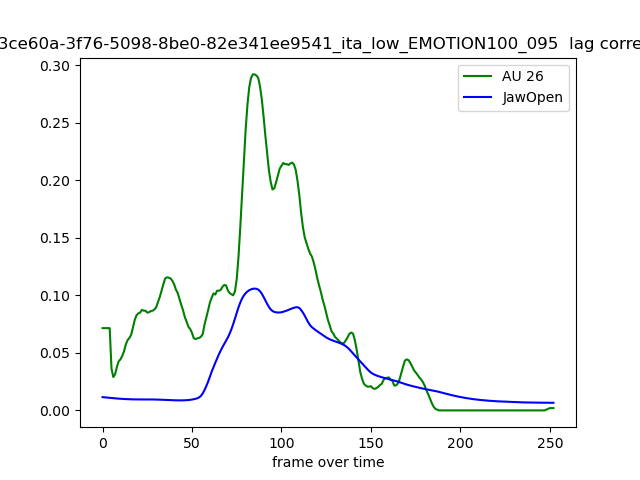 3ce60a-3f76-5098-8be0-82e341ee9541_ita_low_EMOTION100_095 lag corre
AU 26
JawOpen
0.30
0.25
0.20
0.15
0.10
0.05
0.00
0 50 100 150 200 250
frame over time